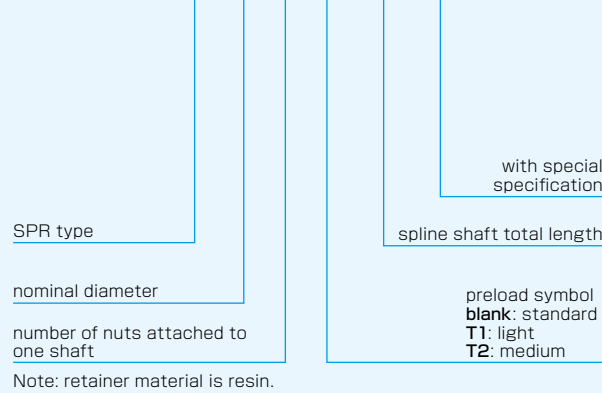 with special
specification
SPR type
spline shaft total length
nominal diameter
preload symbol
blank: standard
T1: light
T2: medium
number of nuts attached to
one shaft
Note: retainer material is resin.